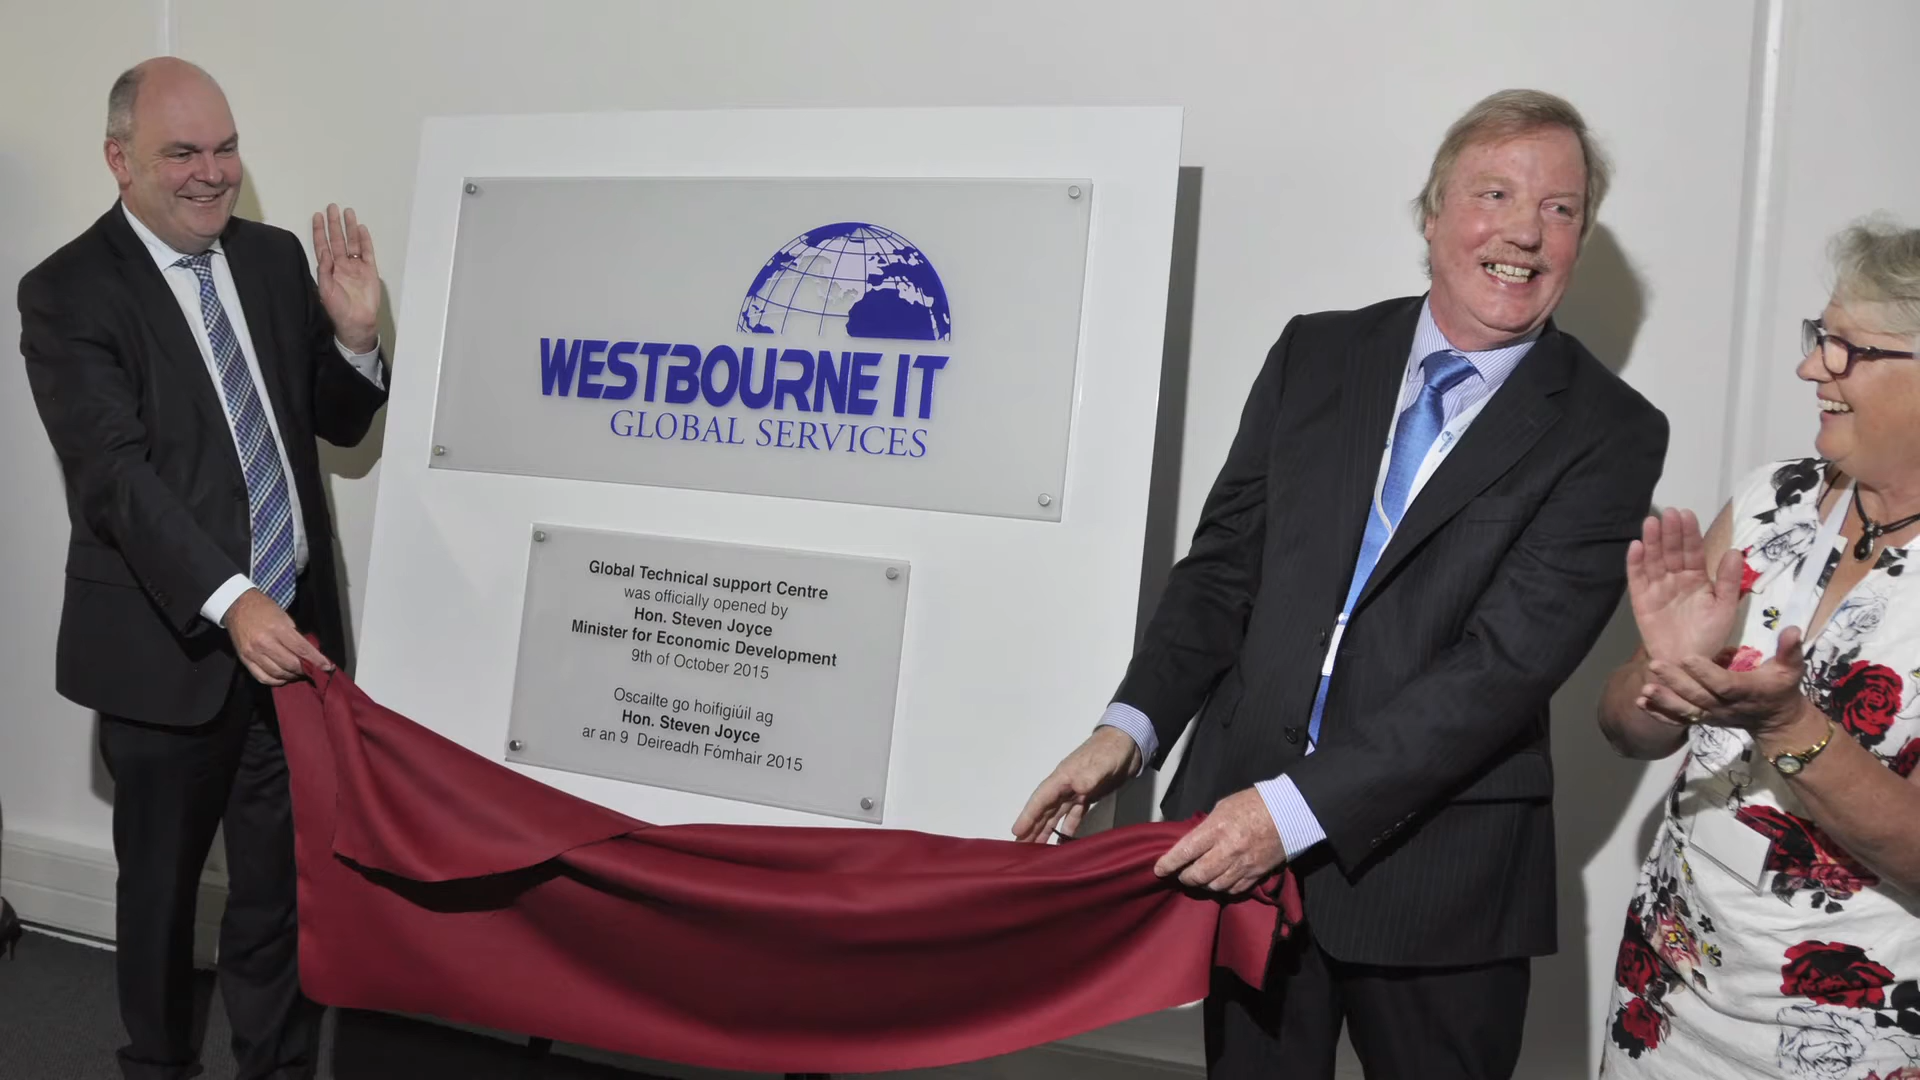 WESTBOURNE IT
GLOBAL SERVICES
Global Technical support Centre
was officially opened by
Hon. Steven Joyce
Minister for Economic Development
9th of October 2015
Oscailte go hoifigiúil ag
Hon. Steven Joyce
ar an 9 Deireadh Fómhair 2015